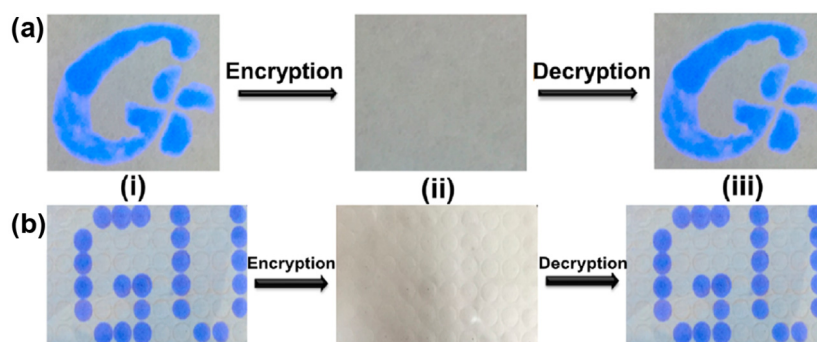 (a)
Encryption
Decryption
(i)
(ii)
(iii)
(b)
Encryption
Decryption